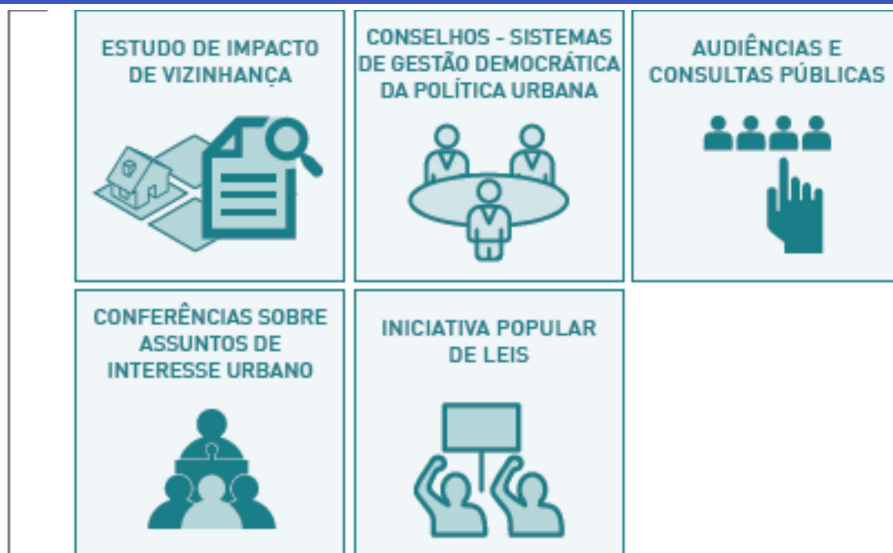 ESTUDO DE IMPACTO
DE VIZINHANÇA
CONSELHOS - SISTEMAS
DE GESTÃO DEMOCRÁTICA
DA POLÍTICA URBANA
AUDIÊNCIAS E
CONSULTAS PÚBLICAS
CONFERÊNCIAS SOBRE
ASSUNTOS DE
INTERESSE URBANO
INICIATIVA POPULAR
DE LEIS